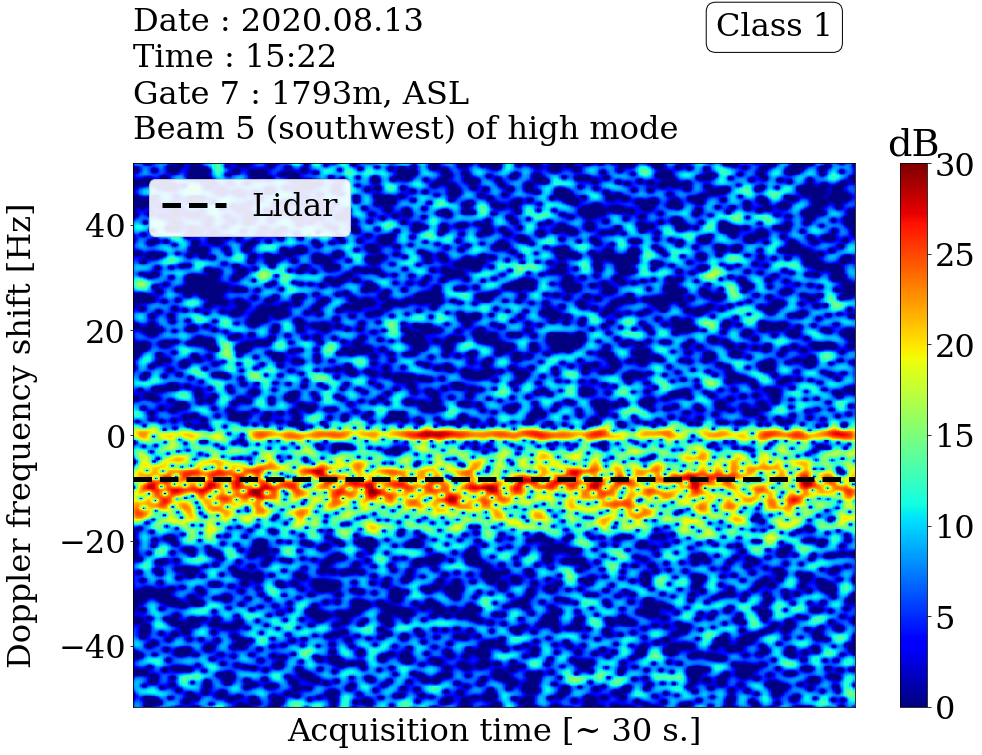 Date : 2020.08.13
Time : 15:22
Gate 7 : 1793m, ASL
Beam 5 (southwest) of high mode
Class 1
dB
Lidar
Doppler frequency shift [Hz]
40
20
0
−20
−40
Acquisition time [~ 30 s.]
30
25
20
15
10
5
0